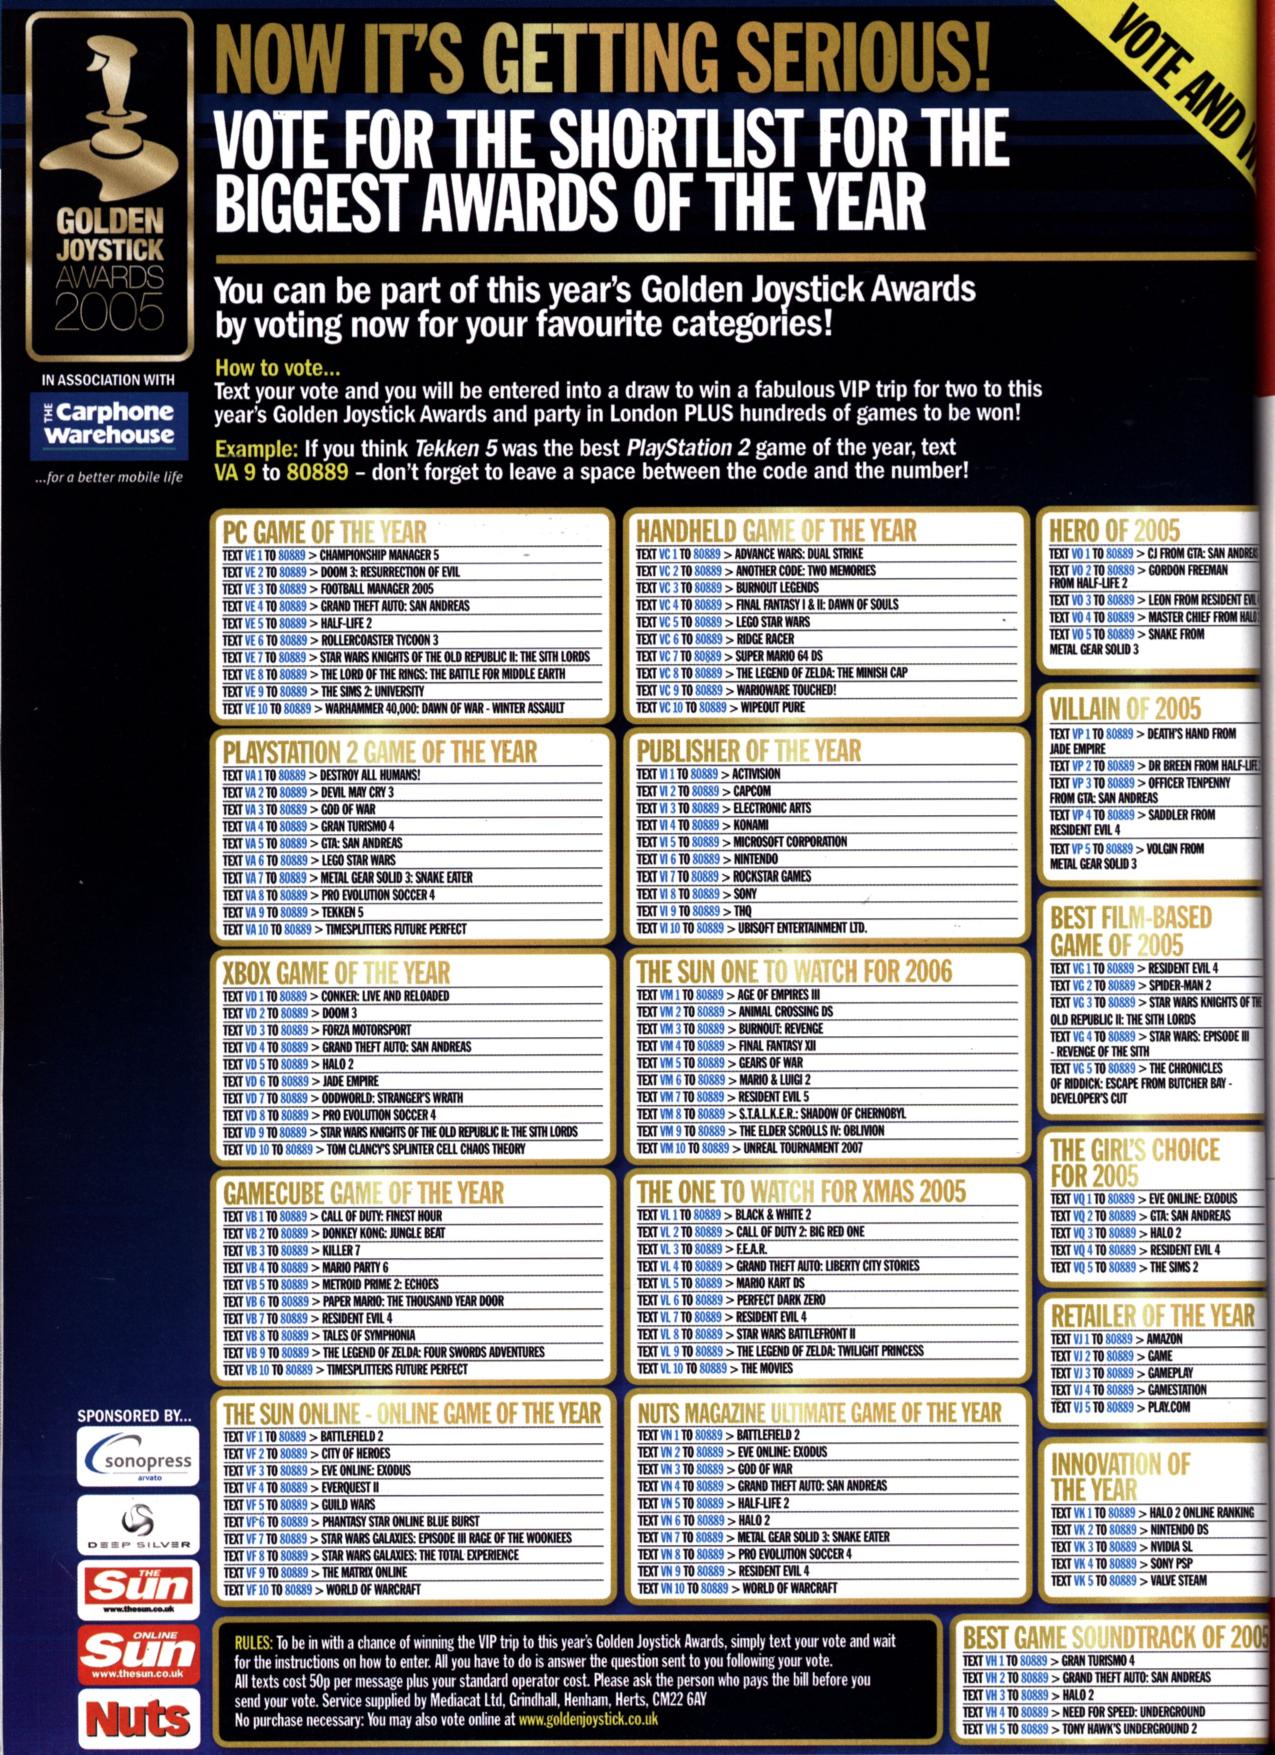 NOW IT'S GETTING SERIOUS!
VOTE FOR THE SHORTLIST FOR THE
BIGGEST AWARDS OF THE YEAR
VOTE AND
GOLDEN
JOYSTICK
AWARDS
2005
IN ASSOCIATION WITH
THE Carphone
Warehouse
...for a better mobile life
You can be part of this year's Golden Joystick Awards
by voting now for your favourite categories!
How to vote...
Text your vote and you will be entered into a draw to win a fabulous VIP trip for two to this
year's Golden Joystick Awards and party in London PLUS hundreds of games to be won!
Example: If you think Tekken 5 was the best PlayStation 2 game of the year, text
VA 9 to 80889 – don't forget to leave a space between the code and the number!
PC GAME OF THE YEAR
TEXT VE 1 TO 80889 > CHAMPIONSHIP MANAGER 5
TEXT VE 2 TO 80889 > DOOM 3: RESURRECTION OF EVIL
TEXT VE 3 TO 80889 > FOOTBALL MANAGER 2005
TEXT VE 4 TO 80889 > GRAND THEFT AUTO: SAN ANDREAS
TEXT VE 5 TO 80889 > HALF-LIFE 2
TEXT VE 6 TO 80889 > ROLLERCOASTER TYCOON 3
TEXT VE 7 TO 80889 > STAR WARS KNIGHTS OF THE OLD REPUBLIC II: THE SITH LORDS
TEXT VE 8 TO 80889 > THE LORD OF THE RINGS: THE BATTLE FOR MIDDLE EARTH
TEXT VE 9 TO 80889 > THE SIMS 2: UNIVERSITY
TEXT VE 10 TO 80889 > WARHAMMER 40,000: DAWN OF WAR - WINTER ASSAULT
PLAYSTATION 2 GAME OF THE YEAR
TEXT VA 1 TO 80889 > DESTROY ALL HUMANS!
TEXT VA 2 TO 80889 > DEVIL MAY CRY 3
TEXT VA 3 TO 80889 > GOD OF WAR
TEXT VA 4 TO 80889 > GRAN TURISMO 4
TEXT VA 5 TO 80889 > GTA: SAN ANDREAS
TEXT VA 6 TO 80889 > LEGO STAR WARS
TEXT VA 7 TO 80889 > METAL GEAR SOLID 3: SNAKE EATER
TEXT VA 8 TO 80889 > PRO EVOLUTION SOCCER 4
TEXT VA 9 TO 80889 > TEKKEN 5
TEXT VA 10 TO 80889 > TIMESPLITTERS FUTURE PERFECT
XBOX GAME OF THE YEAR
TEXT VD 1 TO 80889 > CONKER: LIVE AND RELOADED
TEXT VD 2 TO 80889 > DOOM 3
TEXT VD 3 TO 80889 > FORZA MOTORSPORT
TEXT VD 4 TO 80889 > GRAND THEFT AUTO: SAN ANDREAS
TEXT VD 5 TO 80889 > HALO 2
TEXT VD 6 TO 80889 > JADE EMPIRE
TEXT VD 7 TO 80889 > ODDWORLD: STRANGER'S WRATH
TEXT VD 8 TO 80889 > PRO EVOLUTION SOCCER 4
TEXT VD 9 TO 80889 > STAR WARS KNIGHTS OF THE OLD REPUBLIC II: THE SITH LORDS
TEXT VD 10 TO 80889 > TOM CLANCY'S SPLINTER CELL CHAOS THEORY
GAMECUBE GAME OF THE YEAR
TEXT VB 1 TO 80889 > CALL OF DUTY: FINEST HOUR
TEXT VB 2 TO 80889 > DONKEY KONG: JUNGLE BEAT
TEXT VB 3 TO 80889 > KILLER 7
TEXT VB 4 TO 80889 > MARIO PARTY 6
TEXT VB 5 TO 80889 > METROID PRIME 2: ECHOES
TEXT VB 6 TO 80889 > PAPER MARIO: THE THOUSAND YEAR DOOR
TEXT VB 7 TO 80889 > RESIDENT EVIL 4
TEXT VB 8 TO 80889 > TALES OF SYMPHONIA
TEXT VB 9 TO 80889 > THE LEGEND OF ZELDA: FOUR SWORDS ADVENTURES
TEXT VB 10 TO 80889 > TIMESPLITTERS FUTURE PERFECT
THE SUN ONLINE - ONLINE GAME OF THE YEAR
TEXT VF 1 TO 80889 > BATTLEFIELD 2
TEXT VF 2 TO 80889 > CITY OF HEROES
TEXT VF 3 TO 80889 > EVE ONLINE: EXODUS
TEXT VF 4 TO 80889 > EVERQUEST II
TEXT VF 5 TO 80889 > GUILD WARS
TEXT VF 6 TO 80889 > PHANTASY STAR ONLINE BLUE BURST
TEXT VF 7 TO 80889 > STAR WARS GALAXIES: EPISODE III RAGE OF THE WOOKIEES
TEXT VF 8 TO 80889 > STAR WARS GALAXIES: THE TOTAL EXPERIENCE
TEXT VF 9 TO 80889 > THE MATRIX ONLINE
TEXT VF 10 TO 80889 > WORLD OF WARCRAFT
HANDHELD GAME OF THE YEAR
TEXT VC 1 TO 80889 > ADVANCE WARS: DUAL STRIKE
TEXT VC 2 TO 80889 > ANOTHER CODE: TWO MEMORIES
TEXT VC 3 TO 80889 > BURNOUT LEGENDS
TEXT VC 4 TO 80889 > FINAL FANTASY I & II: DAWN OF SOULS
TEXT VC 5 TO 80889 > LEGO STAR WARS
TEXT VC 6 TO 80889 > RIDGE RACER
TEXT VC 7 TO 80889 > SUPER MARIO 64 DS
TEXT VC 8 TO 80889 > THE LEGEND OF ZELDA: THE MINISH CAP
TEXT VC 9 TO 80889 > WARIOWARE TOUCHED!
TEXT VC 10 TO 80889 > WIPEOUT PURE
PUBLISHER OF THE YEAR
TEXT VI 1 TO 80889 > ACTIVISION
TEXT VI 2 TO 80889 > CAPCOM
TEXT VI 3 TO 80889 > ELECTRONIC ARTS
TEXT VI 4 TO 80889 > KONAMI
TEXT VI 5 TO 80889 > MICROSOFT CORPORATION
TEXT VI 6 TO 80889 > NINTENDO
TEXT VI 7 TO 80889 > ROCKSTAR GAMES
TEXT VI 8 TO 80889 > SONY
TEXT VI 9 TO 80889 > THQ
TEXT VI 10 TO 80889 > UBISOFT ENTERTAINMENT LTD.
THE SUN ONE TO WATCH FOR 2006
TEXT VM 1 TO 80889 > AGE OF EMPIRES III
TEXT VM 2 TO 80889 > ANIMAL CROSSING DS
TEXT VM 3 TO 80889 > BURNOUT: REVENGE
TEXT VM 4 TO 80889 > FINAL FANTASY XII
TEXT VM 5 TO 80889 > GEARS OF WAR
TEXT VM 6 TO 80889 > MARIO & LUIGI 2
TEXT VM 7 TO 80889 > RESIDENT EVIL 5
TEXT VM 8 TO 80889 > S.T.A.L.K.E.R.: SHADOW OF CHERNOBYL
TEXT VM 9 TO 80889 > THE ELDER SCROLLS IV: OBLIVION
TEXT VM 10 TO 80889 > UNREAL TOURNAMENT 2007
THE ONE TO WATCH FOR XMAS 2005
TEXT VL 1 TO 80889 > BLACK & WHITE 2
TEXT VL 2 TO 80889 > CALL OF DUTY 2: BIG RED ONE
TEXT VL 3 TO 80889 > F.E.A.R.
TEXT VL 4 TO 80889 > GRAND THEFT AUTO: LIBERTY CITY STORIES
TEXT VL 5 TO 80889 > MARIO KART DS
TEXT VL 6 TO 80889 > PERFECT DARK ZERO
TEXT VL 7 TO 80889 > RESIDENT EVIL 4
TEXT VL 8 TO 80889 > STAR WARS BATTLEFRONT II
TEXT VL 9 TO 80889 > THE LEGEND OF ZELDA: TWILIGHT PRINCESS
TEXT VL 10 TO 80889 > THE MOVIES
NUTS MAGAZINE ULTIMATE GAME OF THE YEAR
TEXT VN 1 TO 80889 > BATTLEFIELD 2
TEXT VN 2 TO 80889 > EVE ONLINE: EXODUS
TEXT VN 3 TO 80889 > GOD OF WAR
TEXT VN 4 TO 80889 > GRAND THEFT AUTO: SAN ANDREAS
TEXT VN 5 TO 80889 > HALF-LIFE 2
TEXT VN 6 TO 80889 > HALO 2
TEXT VN 7 TO 80889 > METAL GEAR SOLID 3: SNAKE EATER
TEXT VN 8 TO 80889 > PRO EVOLUTION SOCCER 4
TEXT VN 9 TO 80889 > RESIDENT EVIL 4
TEXT VN 10 TO 80889 > WORLD OF WARCRAFT
HERO OF 2005
TEXT VO 1 TO 80889 > CJ FROM GTA: SAN ANDREAS
TEXT VO 2 TO 80889 > GORDON FREEMAN
FROM HALF-LIFE 2
TEXT VO 3 TO 80889 > LEON FROM RESIDENT EVIL
TEXT VO 4 TO 80889 > MASTER CHIEF FROM HALO
TEXT VO 5 TO 80889 > SNAKE FROM
METAL GEAR SOLID 3
VILLAIN OF 2005
TEXT VP 1 TO 80889 > DEATH'S HAND FROM
JADE EMPIRE
TEXT VP 2 TO 80889 > DR BREEN FROM HALF-LIFE
TEXT VP 3 TO 80889 > OFFICER TENPENNY
FROM GTA: SAN ANDREAS
TEXT VP 4 TO 80889 > SADDLER FROM
RESIDENT EVIL 4
TEXT VP 5 TO 80889 > VOLGIN FROM
METAL GEAR SOLID 3
BEST FILM-BASED
GAME OF 2005
TEXT VG 1 TO 80889 > RESIDENT EVIL 4
TEXT VG 2 TO 80889 > SPIDER-MAN 2
TEXT VG 3 TO 80889 > STAR WARS KNIGHTS OF THE
OLD REPUBLIC II: THE SITH LORDS
TEXT VG 4 TO 80889 > STAR WARS: EPISODE III
- REVENGE OF THE SITH
TEXT VG 5 TO 80889 > THE CHRONICLES
OF RIDDICK: ESCAPE FROM BUTCHER BAY -
DEVELOPER'S CUT
THE GIRL'S CHOICE
FOR 2005
TEXT VQ 1 TO 80889 > EVE ONLINE: EXODUS
TEXT VQ 2 TO 80889 > GTA: SAN ANDREAS
TEXT VQ 3 TO 80889 > HALO 2
TEXT VQ 4 TO 80889 > RESIDENT EVIL 4
TEXT VQ 5 TO 80889 > THE SIMS 2
RETAILER OF THE YEAR
TEXT VJ 1 TO 80889 > AMAZON
TEXT VJ 2 TO 80889 > GAME
TEXT VJ 3 TO 80889 > GAMEPLAY
TEXT VJ 4 TO 80889 > GAMESTATION
TEXT VJ 5 TO 80889 > PLAY.COM
INNOVATION OF
THE YEAR
TEXT VK 1 TO 80889 > HALO 2 ONLINE RANKING
TEXT VK 2 TO 80889 > NINTENDO DS
TEXT VK 3 TO 80889 > NVIDIA SL
TEXT VK 4 TO 80889 > SONY PSP
TEXT VK 5 TO 80889 > VALVE STEAM
BEST GAME SOUNDTRACK OF 2005
TEXT VH 1 TO 80889 > GRAN TURISMO 4
TEXT VH 2 TO 80889 > GRAND THEFT AUTO: SAN ANDREAS
TEXT VH 3 TO 80889 > HALO 2
TEXT VH 4 TO 80889 > NEED FOR SPEED: UNDERGROUND
TEXT VH 5 TO 80889 > TONY HAWK'S UNDERGROUND 2
SPONSORED BY...
sonopress
arvato
DEEP SILVER
THE
Sun
www.thesun.co.uk
ONLINE
Sun
www.thesun.co.uk
Nuts
RULES: To be in with a chance of winning the VIP trip to this year's Golden Joystick Awards, simply text your vote and wait
for the instructions on how to enter. All you have to do is answer the question sent to you following your vote.
All texts cost 50p per message plus your standard operator cost. Please ask the person who pays the bill before you
send your vote. Service supplied by Mediacat Ltd, Grindhall, Henham, Herts, CM22 6AY
No purchase necessary: You may also vote online at www.goldenjoystick.co.uk